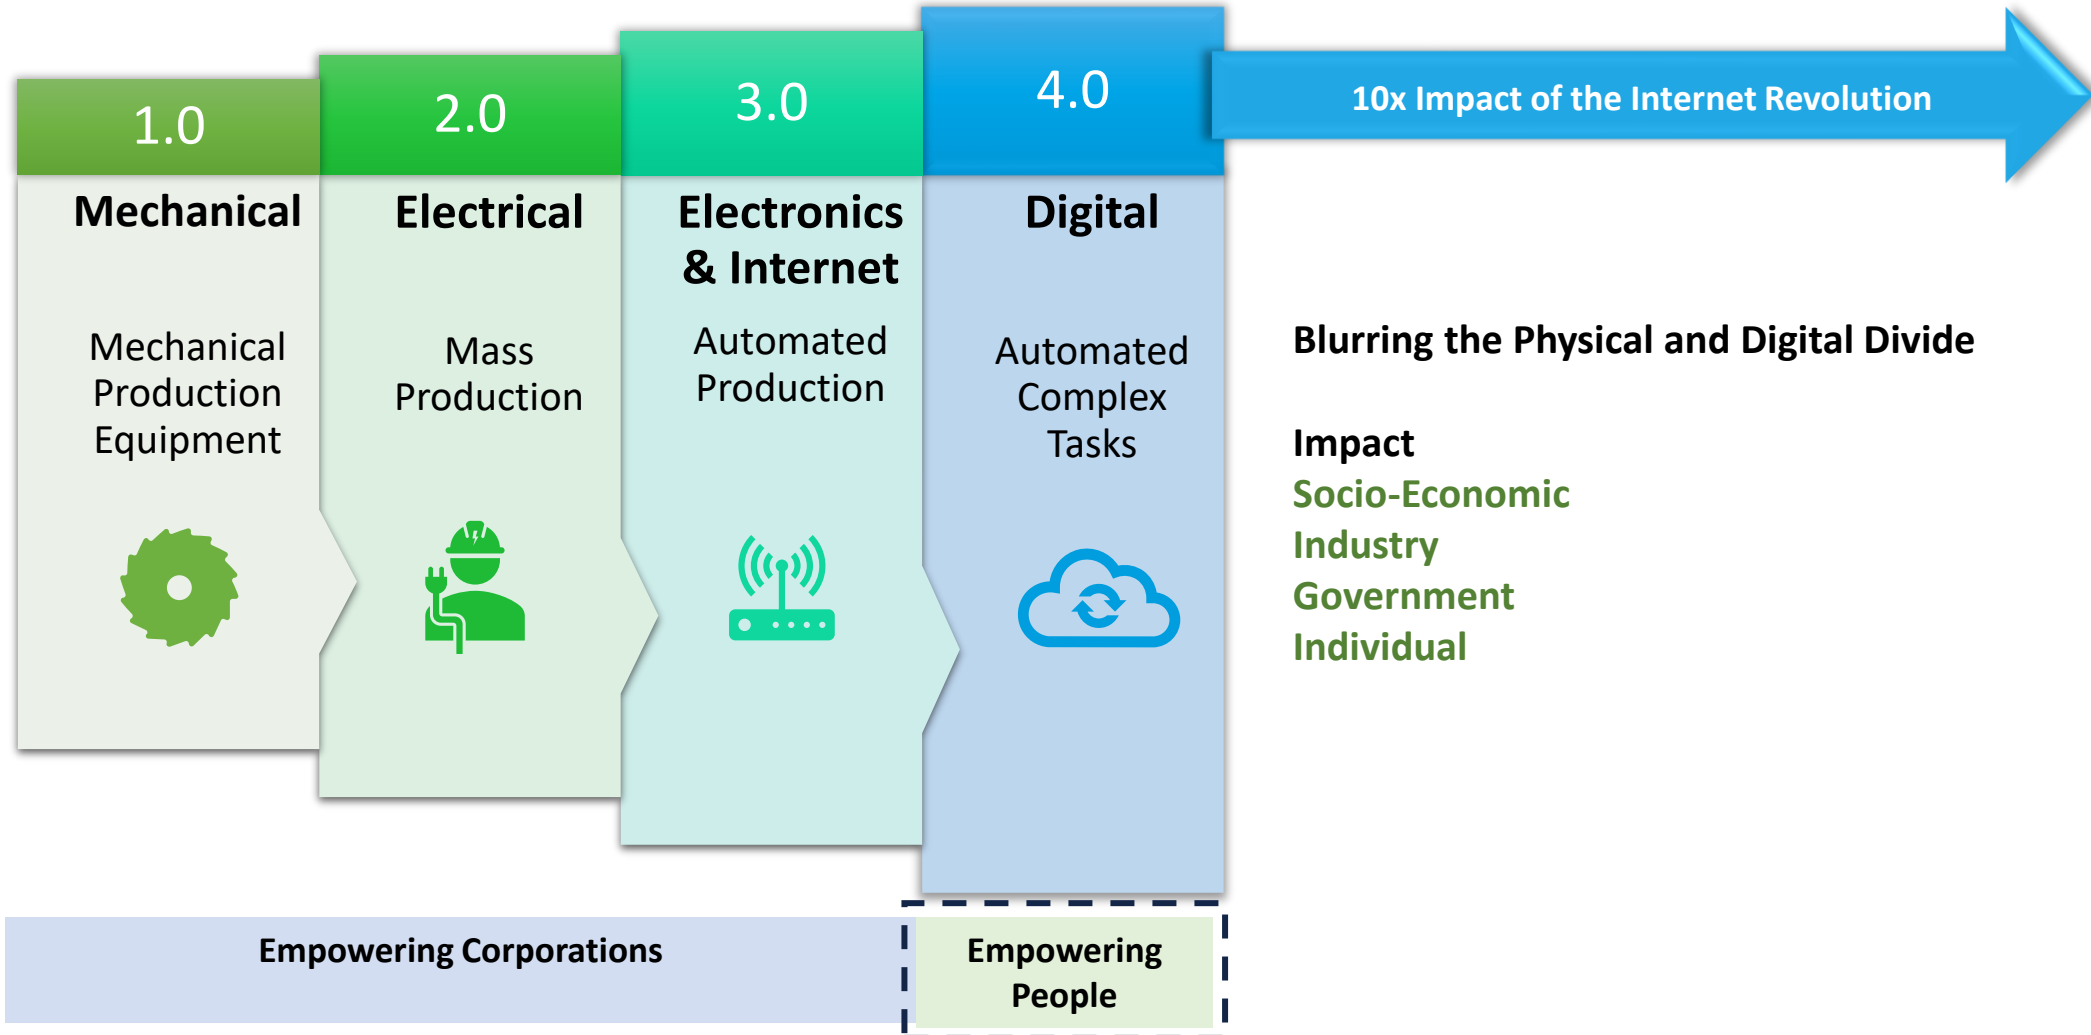 1.0
Mechanical
Mechanical
Production
Equipment
2.0
Electrical
Mass
Production
3.0
Electronics
& Internet
Automated
Production
4.0
Digital
Automated
Complex
Tasks
10x Impact of the Internet Revolution
Blurring the Physical and Digital Divide
Impact
Socio-Economic
Industry
Government
Individual
Empowering Corporations
Empowering
People